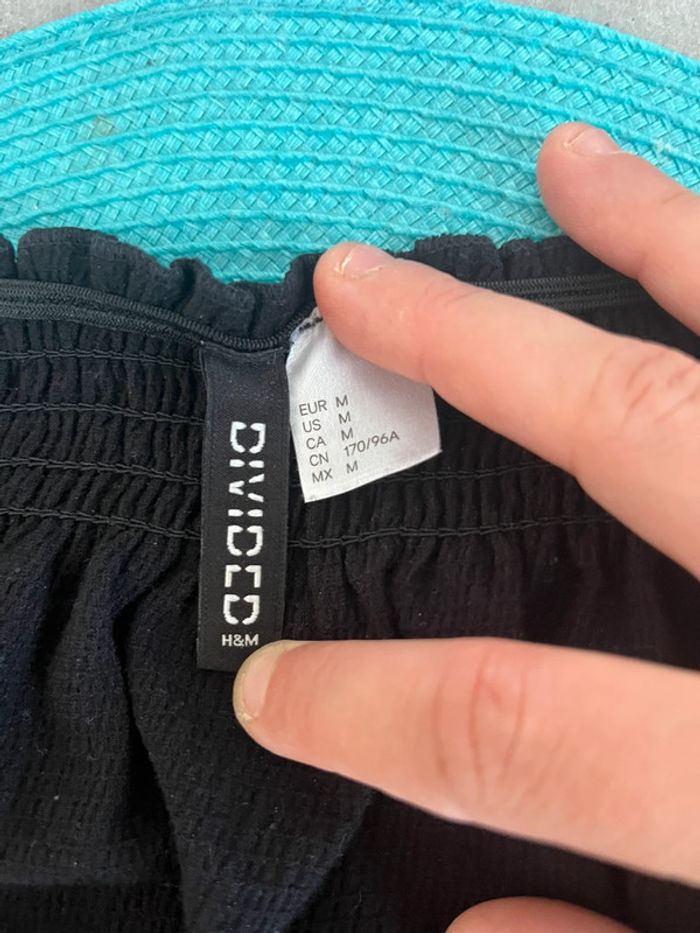 DIVIDED
H&M
EUR M
US M
CA M
CN 170/96A
MX M